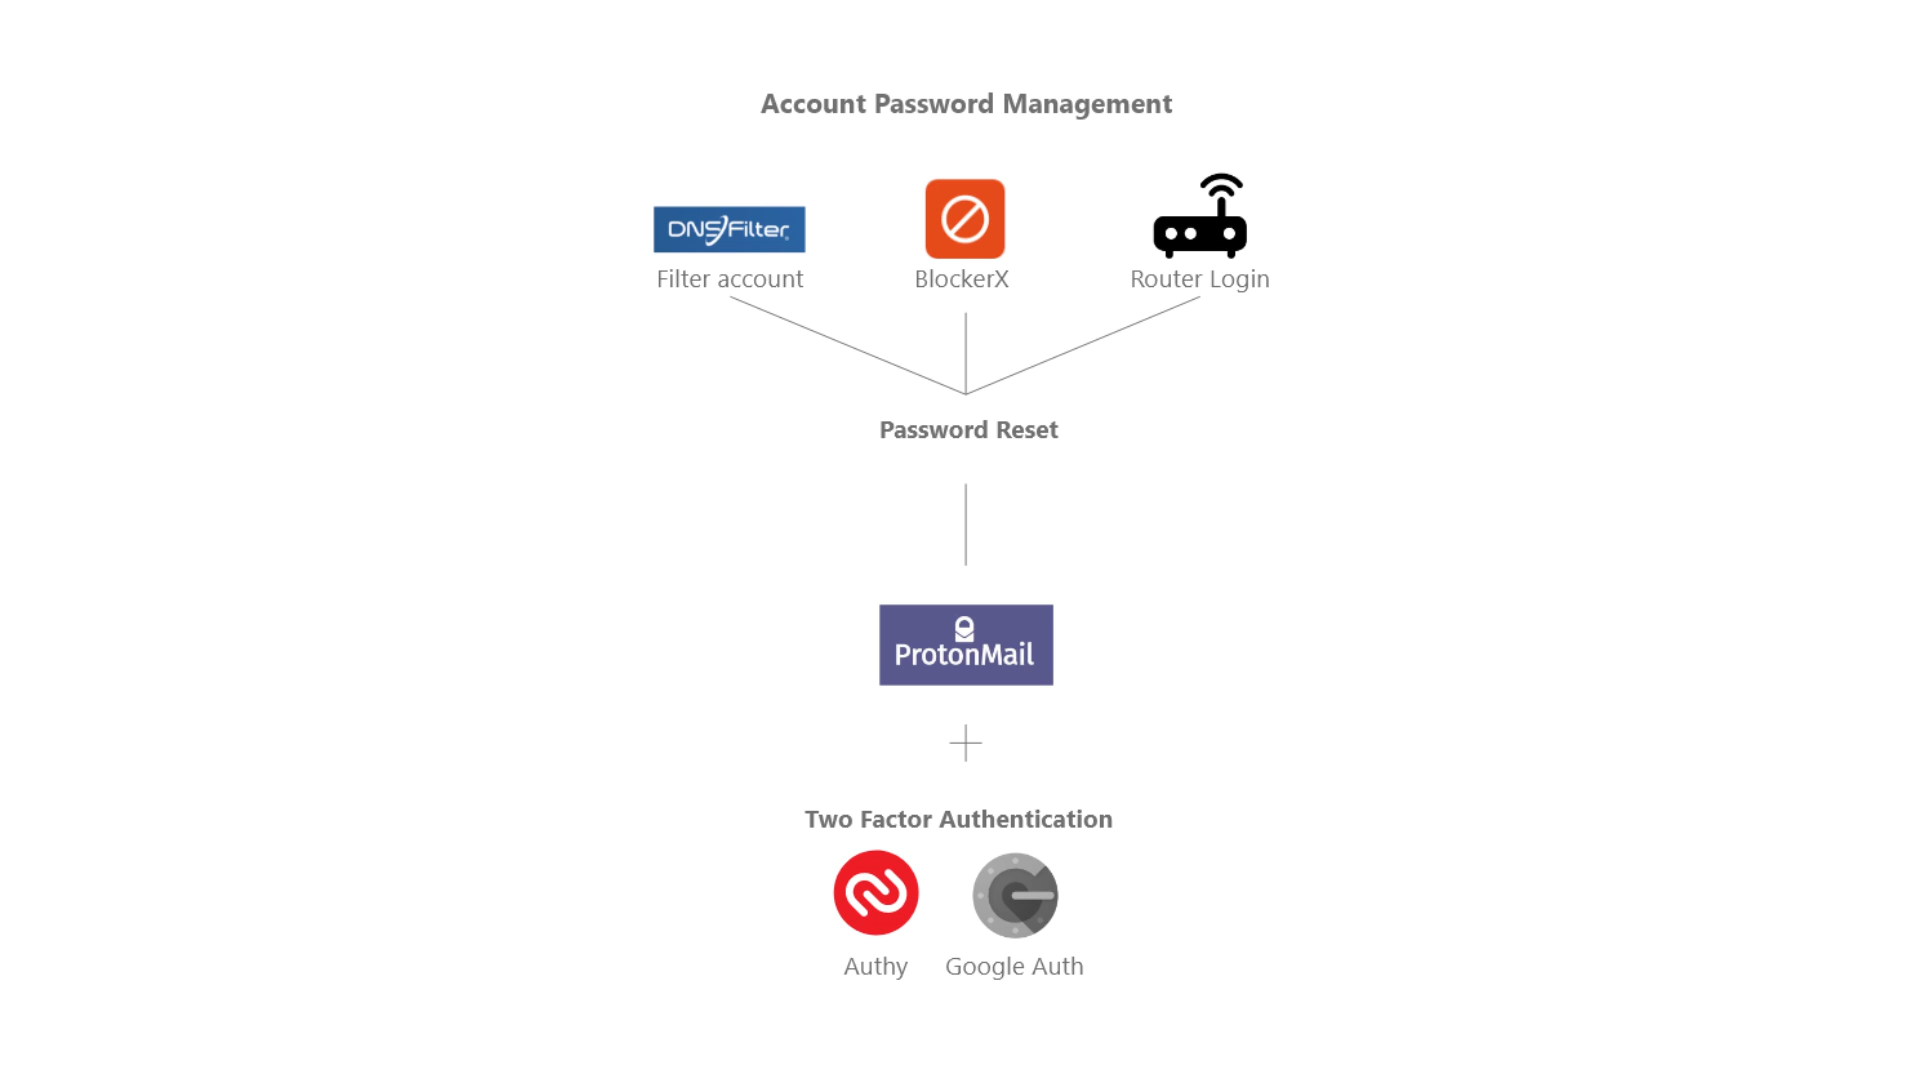 Account Password Management
DNSFilter
Filter account
BlockerX
Router Login
Password Reset
ProtonMail
Two Factor Authentication
Authy
Google Auth